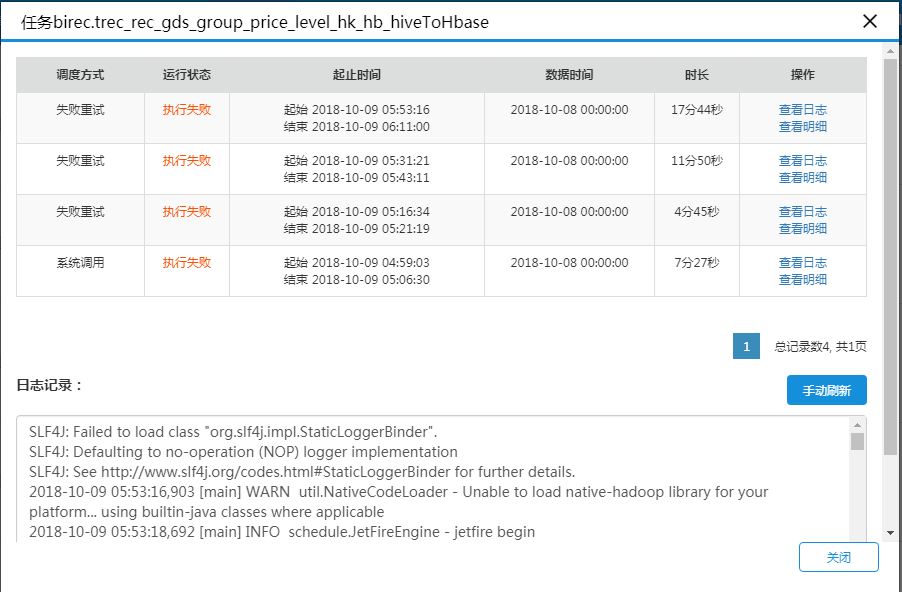 任务birec.trec_rec_gds_group_price_level_hk_hb_hiveToHbase
调度方式 运行状态 起止时间 数据时间 时长 操作
失败重试 执行失败 起始 2018-10-09 05:53:16 2018-10-08 00:00:00 17分44秒 查看日志
结束 2018-10-09 06:11:00 查看明细
失败重试 执行失败 起始 2018-10-09 05:31:21 2018-10-08 00:00:00 11分50秒 查看日志
结束 2018-10-09 05:43:11 查看明细
失败重试 执行失败 起始 2018-10-09 05:16:34 2018-10-08 00:00:00 4分45秒 查看日志
结束 2018-10-09 05:21:19 查看明细
系统调用 执行失败 起始 2018-10-09 04:59:03 2018-10-08 00:00:00 7分27秒 查看日志
结束 2018-10-09 05:06:30 查看明细
1 总记录数4, 共1页
日志记录： 手动刷新
SLF4J: Failed to load class "org.slf4j.impl.StaticLoggerBinder".
SLF4J: Defaulting to no-operation (NOP) logger implementation
SLF4J: See http://www.slf4j.org/codes.html#StaticLoggerBinder for further details.
2018-10-09 05:53:16,903 [main] WARN  util.NativeCodeLoader - Unable to load native-hadoop library for your
platform... using builtin-java classes where applicable
2018-10-09 05:53:18,692 [main] INFO  schedule.JetFireEngine - jetfire begin
关闭